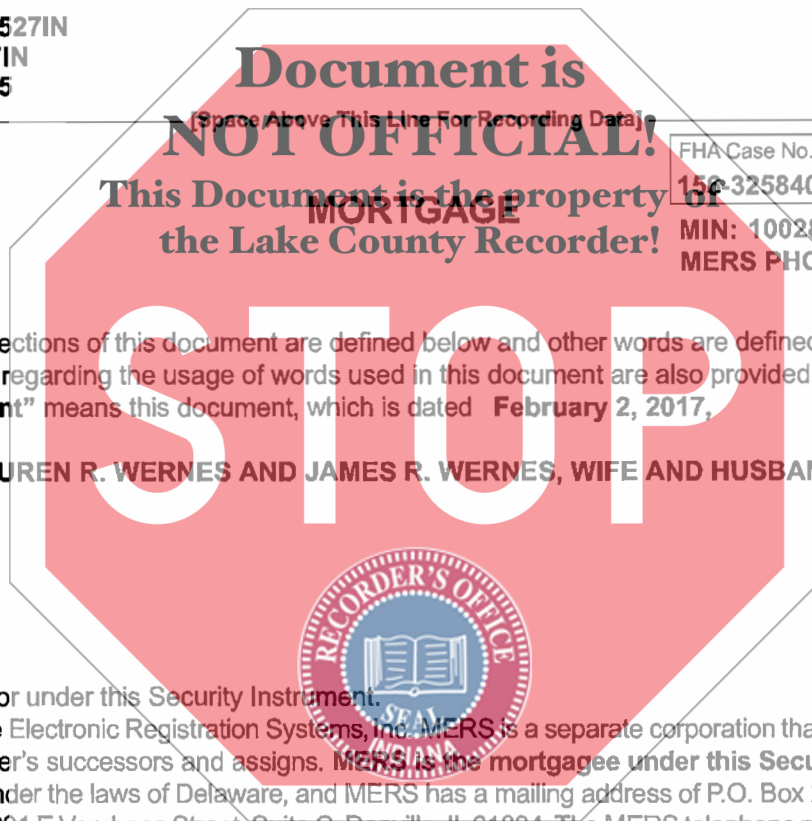 527IN
IN
5
Document is
[Space Above This Line For Recording Data]
NOT OFFICIAL!
FHA Case No.
This Document is the property of
MORTGAGE
the Lake County Recorder!
MIN: 10028
MERS PHO
ections of this document are defined below and other words are defined
regarding the usage of words used in this document are also provided
nt” means this document, which is dated February 2, 2017,
STOP
UREN R. WERNES AND JAMES R. WERNES, WIFE AND HUSBAN
RECORDER'S OFFICE
SEAL
INDIANA
or under this Security Instrument.
e Electronic Registration Systems, Inc. MERS is a separate corporation tha
er's successors and assigns. MERS is the mortgagee under this Secu
nder the laws of Delaware, and MERS has a mailing address of P.O. Box